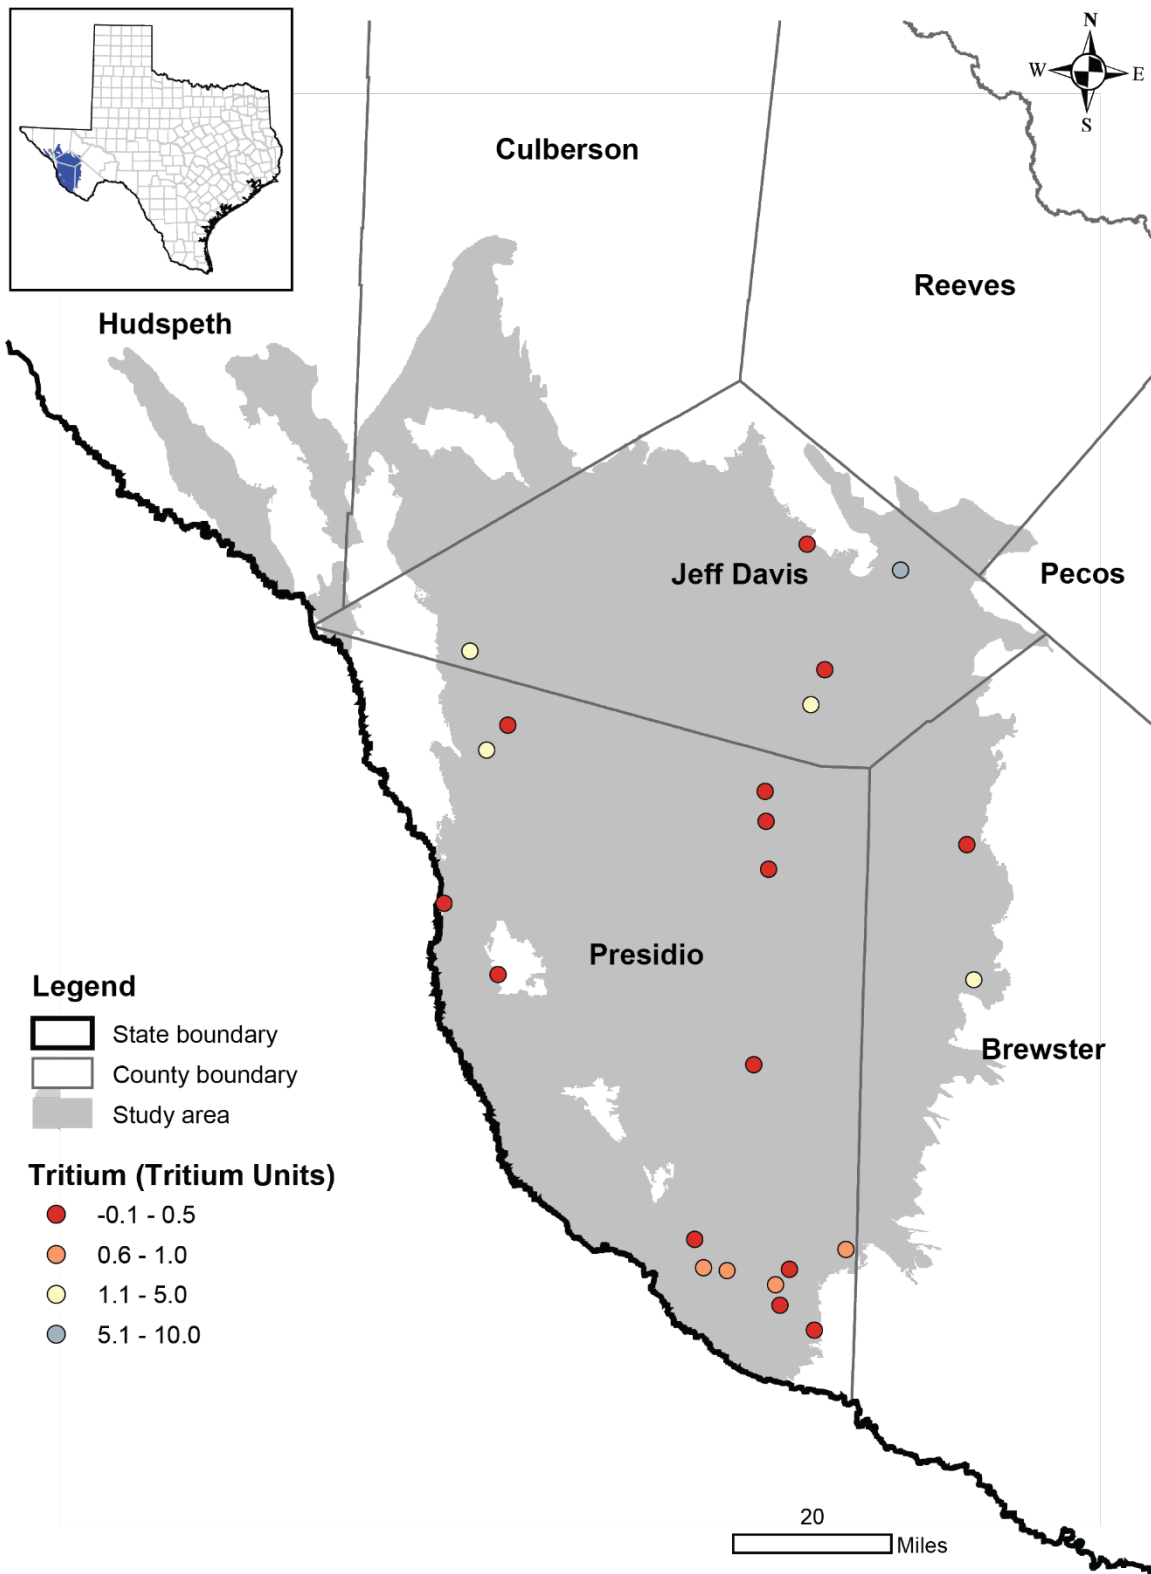 N
W
E
S
Culberson
Reeves
Hudspeth
Jeff Davis
Pecos
Presidio
Brewster
Legend
State boundary
County boundary
Study area
Tritium (Tritium Units)
-0.1 - 0.5
0.6 - 1.0
1.1 - 5.0
5.1 - 10.0
20
Miles